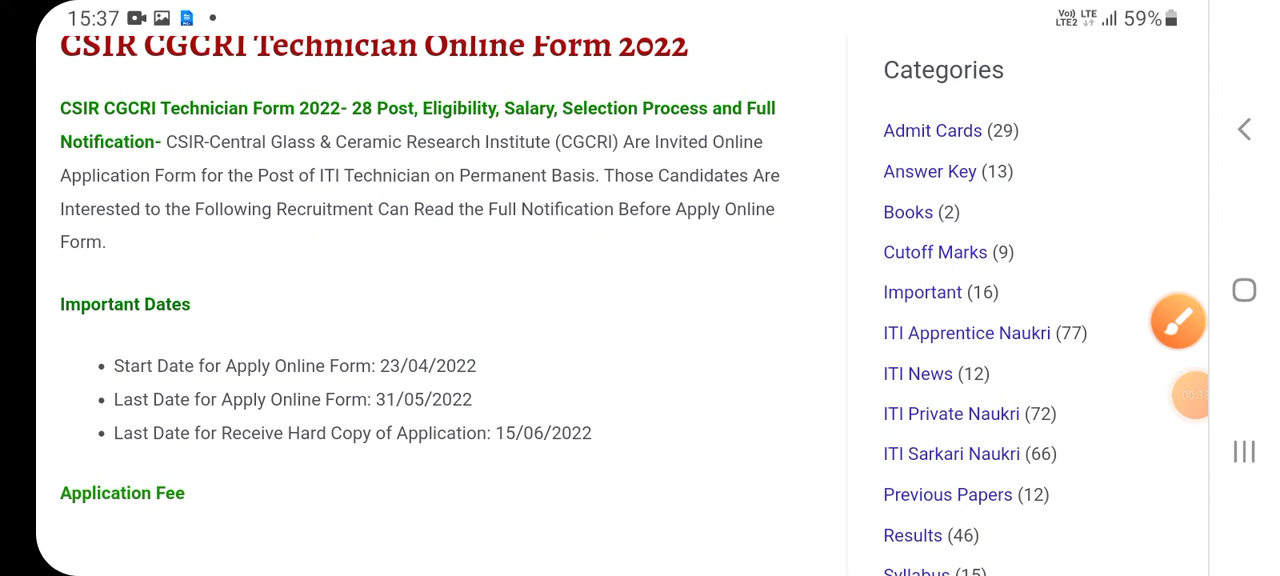 15:37
Vo)) LTE
LTE2
59%
CSIR CGCRI Technician Online Form 2022
CSIR CGCRI Technician Form 2022- 28 Post, Eligibility, Salary, Selection Process and Full
Notification- CSIR-Central Glass & Ceramic Research Institute (CGCRI) Are Invited Online
Application Form for the Post of ITI Technician on Permanent Basis. Those Candidates Are
Interested to the Following Recruitment Can Read the Full Notification Before Apply Online
Form.
Important Dates
• Start Date for Apply Online Form: 23/04/2022
• Last Date for Apply Online Form: 31/05/2022
• Last Date for Receive Hard Copy of Application: 15/06/2022
Application Fee
Categories
Admit Cards (29)
Answer Key (13)
Books (2)
Cutoff Marks (9)
Important (16)
ITI Apprentice Naukri (77)
ITI News (12)
ITI Private Naukri (72)
ITI Sarkari Naukri (66)
Previous Papers (12)
Results (46)
Syllabus (15)